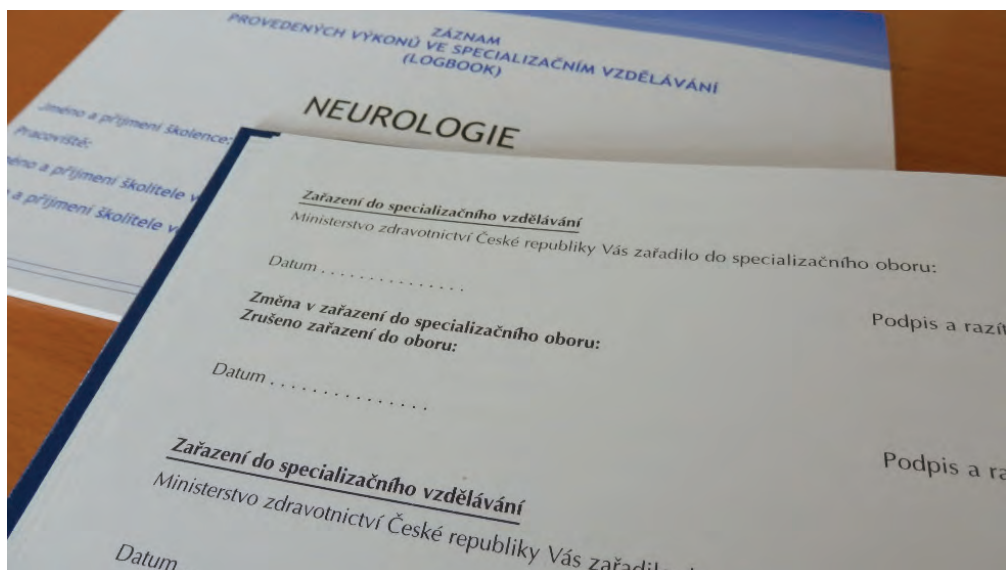 ZÁZNAM
PROVEDENÝCH VÝKONŮ VE SPECIALIZAČNÍM VZDĚLÁVÁNÍ
(LOGBOOK)
NEUROLOGIE
Jméno a příjmení školence:
Pracoviště:
a příjmení školitele v
a příjmení školitele v
Zařazení do specializačního vzdělávání
Ministerstvo zdravotnictví České republiky Vás zařadilo do specializačního oboru:
Datum . . . . . . . . . . . . . .
Podpis a razít
Změna v zařazení do specializačního oboru:
Zrušeno zařazení do oboru:
Datum . . . . . . . . . . . . . . .
Podpis a ra
Zařazení do specializačního vzdělávání
Ministerstvo zdravotnictví České republiky Vás zařadilo
Datum